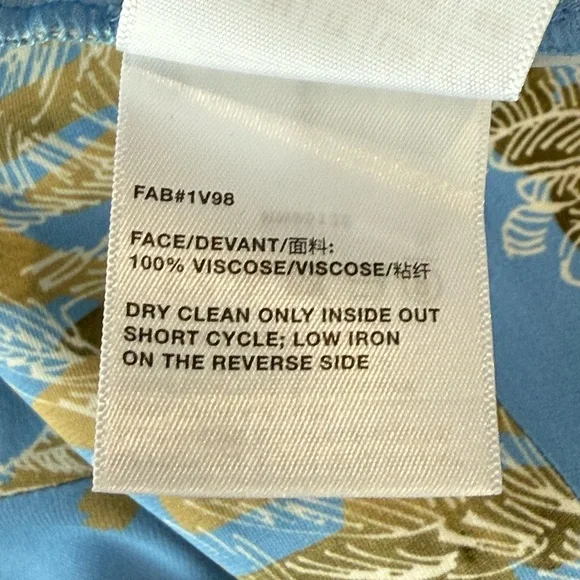 FAB#1V98
FACE/DEVANT/面料:
100% VISCOSE/VISCOSE/粘纤
DRY CLEAN ONLY INSIDE OUT
SHORT CYCLE; LOW IRON
ON THE REVERSE SIDE